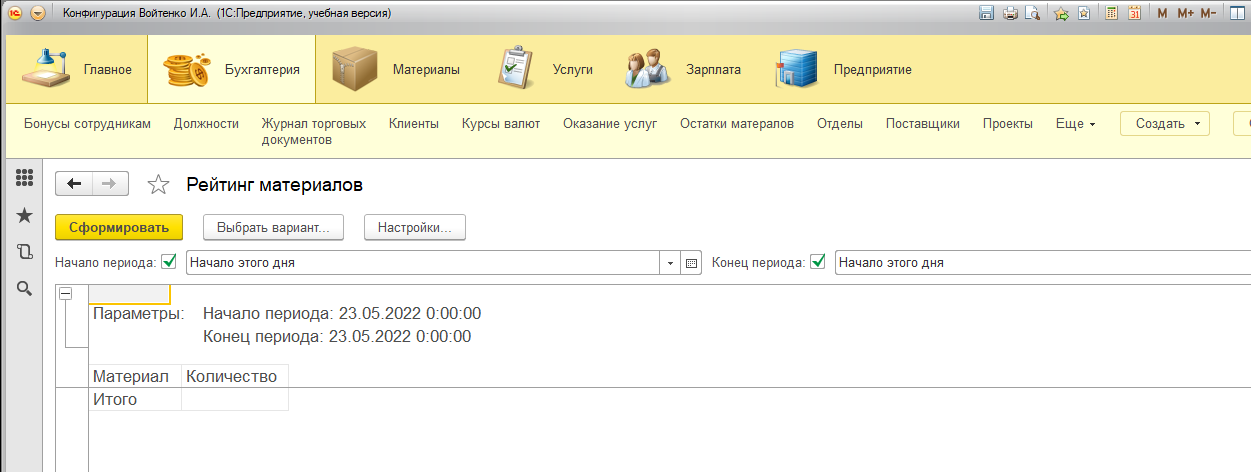 Конфигурация Войтенко И.А. (1С:Предприятие, учебная версия)
31 M M+ M-
Главное Бухгалтерия Материалы Услуги Зарплата Предприятие
Бонусы сотрудникам Должности Журнал торговых Клиенты Курсы валют Оказание услуг Остатки матералов Отделы Поставщики Проекты Еще Создать
документов
Рейтинг материалов
Сформировать Выбрать вариант... Настройки...
Начало периода: Начало этого дня Конец периода: Начало этого дня
Параметры: Начало периода: 23.05.2022 0:00:00
Конец периода: 23.05.2022 0:00:00
Материал Количество
Итого